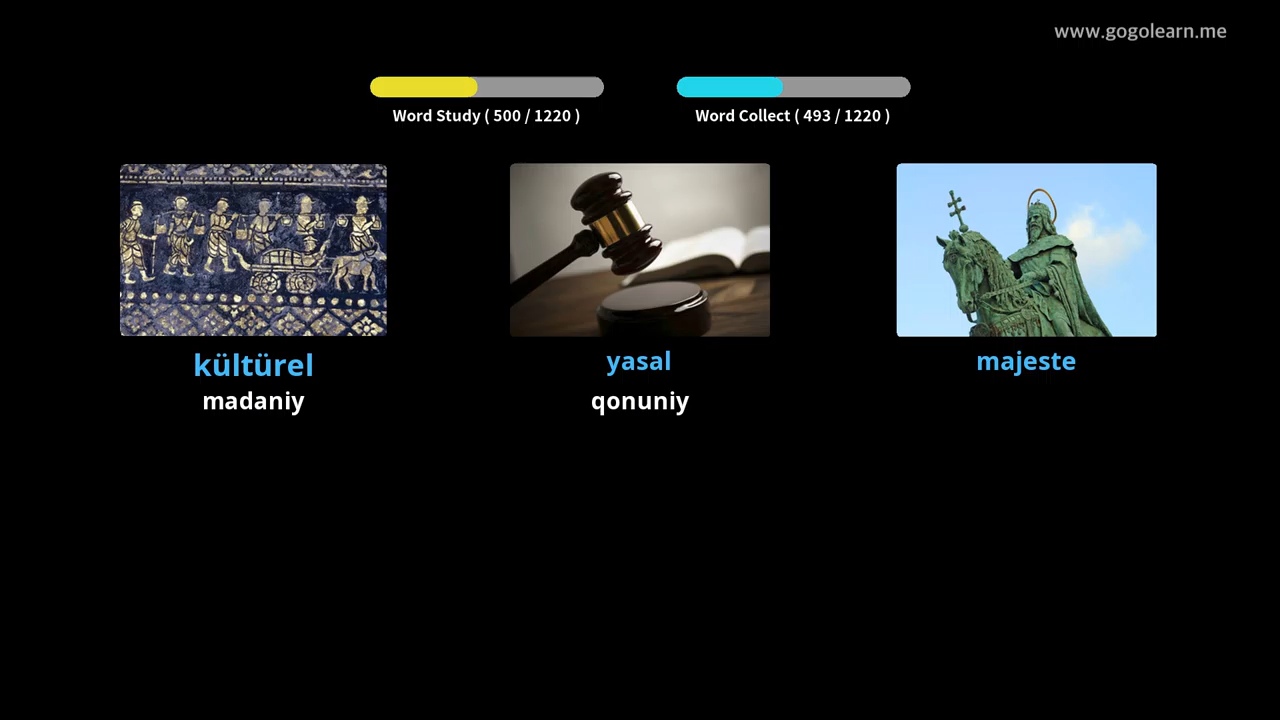 www.gogolearn.me
Word Study ( 500 / 1220 )
Word Collect ( 493 / 1220 )
kültürel
yasal
majeste
madaniy
qonuniy